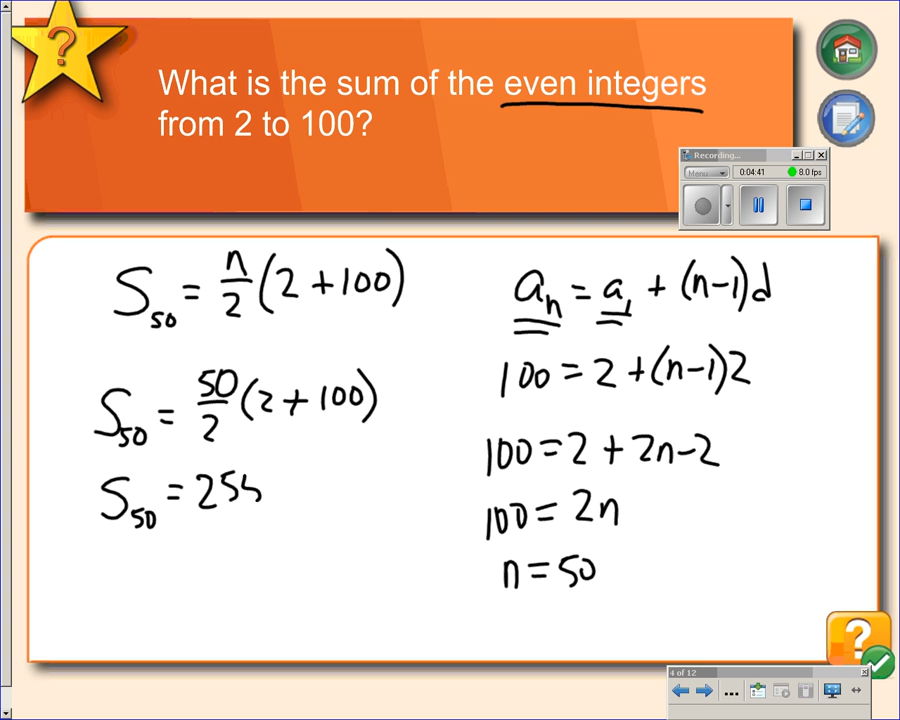 What is the sum of the even integers
from 2 to 100?
Recording...
Menu
0:04:41
8.0 fps
S₅₀ = n/2 (2 + 100)
S₅₀ = 50/2 (2 + 100)
S₅₀ = 255
aₙ = a₁ + (n-1)d
100 = 2 + (n-1)2
100 = 2 + 2n - 2
100 = 2n
n = 50
4 of 12